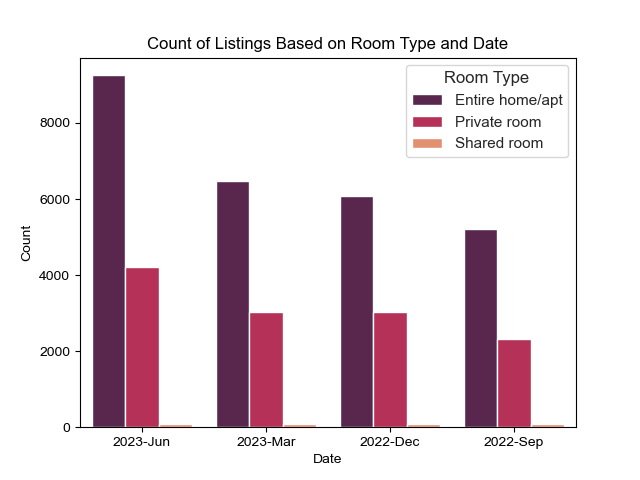 Count of Listings Based on Room Type and Date
Room Type
Entire home/apt
Private room
Shared room
Count
8000
6000
4000
2000
0
2023-Jun 2023-Mar 2022-Dec 2022-Sep
Date